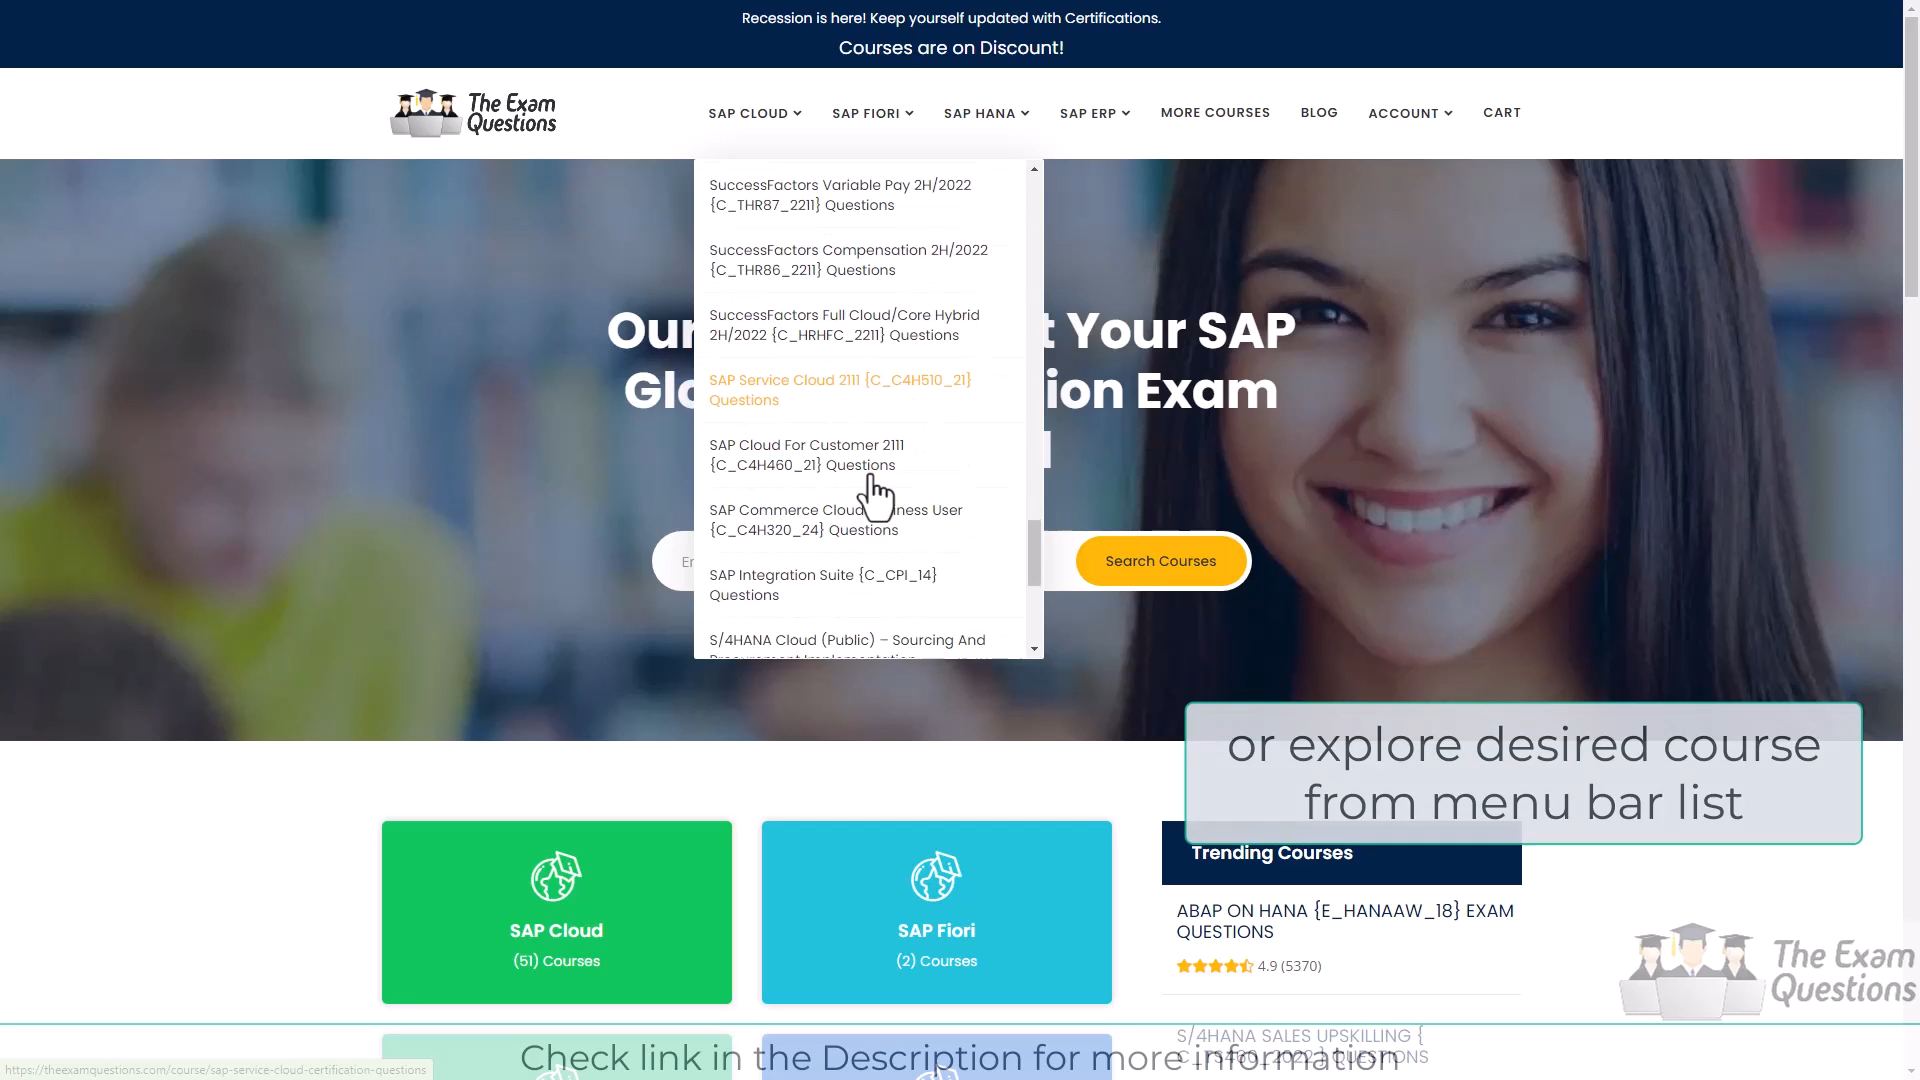 Recession is here! Keep yourself updated with Certifications.
Courses are on Discount!
The Exam
Questions
SAP CLOUD
SAP FIORI
SAP HANA
SAP ERP
MORE COURSES
BLOG
ACCOUNT
CART
SuccessFactors Variable Pay 2H/2022
{C_THR87_2211} Questions
SuccessFactors Compensation 2H/2022
{C_THR86_2211} Questions
SuccessFactors Full Cloud/Core Hybrid
2H/2022 {C_HRHFC_2211} Questions
SAP Service Cloud 2111 {C_C4H510_21}
Questions
SAP Cloud For Customer 2111
{C_C4H460_21} Questions
SAP Commerce Cloud iness User
{C_C4H320_24} Questions
SAP Integration Suite {C_CPI_14}
Questions
S/4HANA Cloud (Public) – Sourcing And
Our t Your SAP
Glo ion Exam
Search Courses
or explore desired course
from menu bar list
SAP Cloud
(51) Courses
SAP Fiori
(2) Courses
Trending Courses
ABAP ON HANA {E_HANAAW_18} EXAM
QUESTIONS
4.9 (5370)
S/4HANA SALES UPSKILLING {
C_TS460_2022 } QUESTIONS
The Exam
Questions
Check link in the Description for more information
https://theexamquestions.com/course/sap-service-cloud-certification-questions